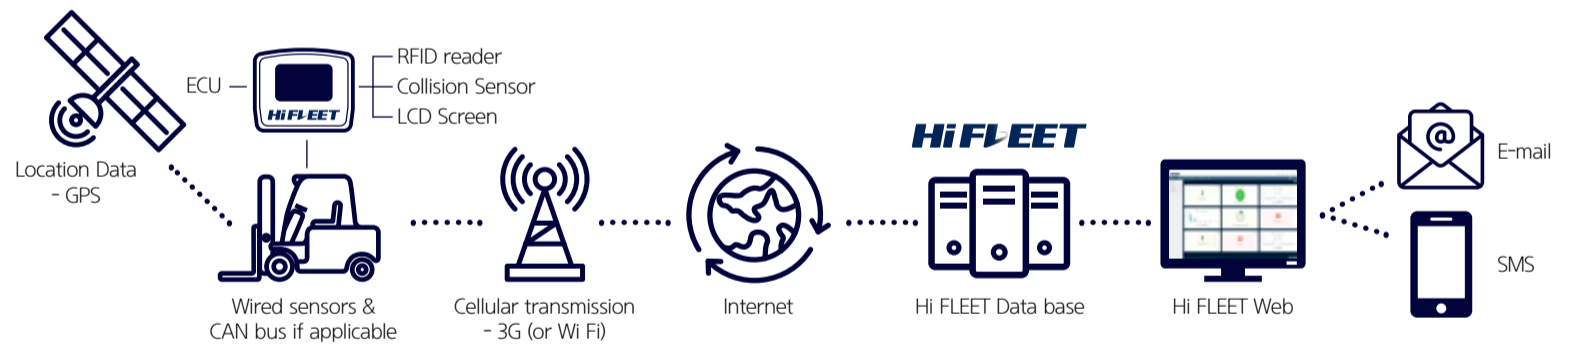 ECU
HiFLEET
RFID reader
Collision Sensor
LCD Screen
Location Data
- GPS
Wired sensors &
CAN bus if applicable
Cellular transmission
- 3G (or Wi Fi)
Internet
HiFLEET
Hi FLEET Data base
Hi FLEET Web
@
E-mail
SMS